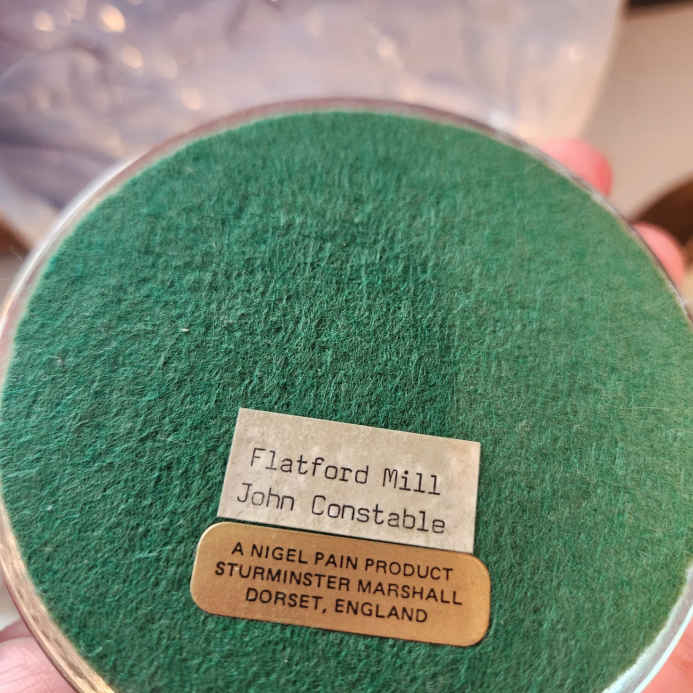 Flatford Mill
John Constable
A NIGEL PAIN PRODUCT
STURMINSTER MARSHALL
DORSET, ENGLAND